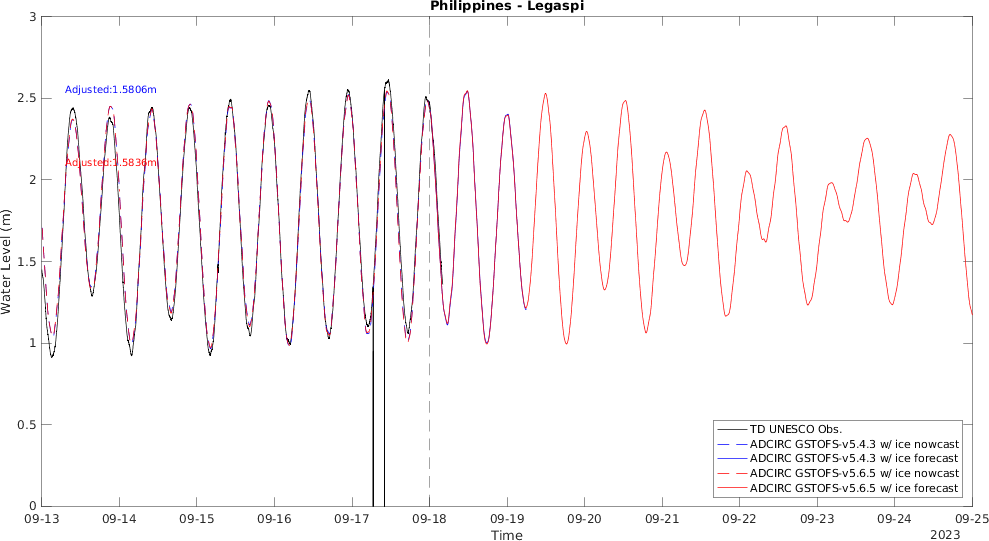 Philippines - Legaspi
3
2.5
2
1.5
1
0.5
0
Water Level (m)
Adjusted:1.5806m
Adjusted:1.5836m
TD UNESCO Obs.
ADCIRC GSTOFS-v5.4.3 w/ ice nowcast
ADCIRC GSTOFS-v5.4.3 w/ ice forecast
ADCIRC GSTOFS-v5.6.5 w/ ice nowcast
ADCIRC GSTOFS-v5.6.5 w/ ice forecast
09-13 09-14 09-15 09-16 09-17 09-18 09-19 09-20 09-21 09-22 09-23 09-24 09-25
Time
2023